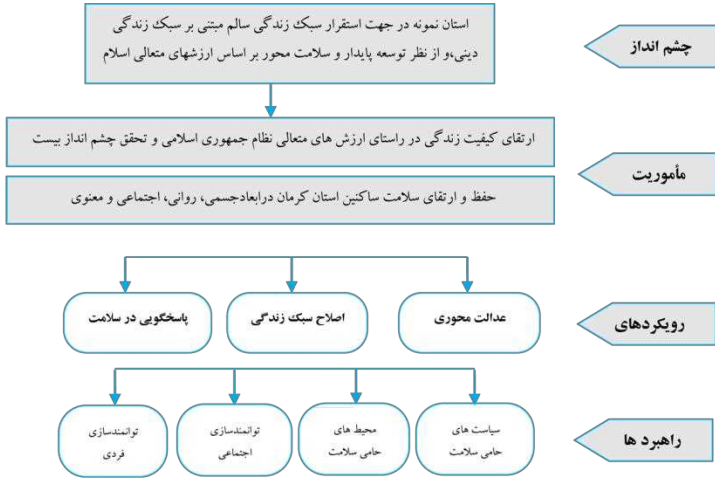 چشم انداز
استان نمونه در جهت استقرار سبک زندگی سالم مبتنی بر سبک زندگی
دینی،و از نظر توسعه پایدار و سلامت محور بر اساس ارزشهای متعالی اسلام
مأموریت
ارتقای کیفیت زندگی در راستای ارزش های متعالی نظام جمهوری اسلامی و تحقق چشم انداز بیست
حفظ و ارتقای سلامت ساکنین استان کرمان درابعادجسمی، روانی، اجتماعی و معنوی
رویکردهای
عدالت محوری
اصلاح سبک زندگی
پاسخگویی در سلامت
راهبرد ها
سیاست های
حامی سلامت
محیط های
حامی سلامت
توانمندسازی
اجتماعی
توانمندسازی
فردی